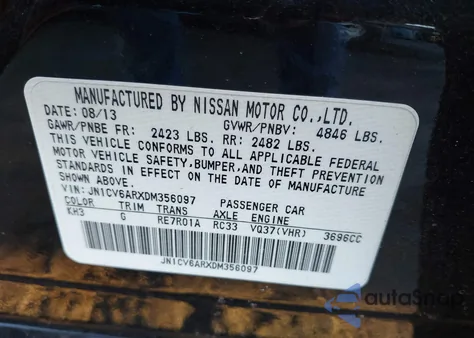 MANUFACTURED BY NISSAN MOTOR CO.,LTD.
DATE: 08/13 GVWR/PNBV: 4846 LBS.
GAWR/PNBE FR: 2423 LBS. RR: 2482 LBS.
THIS VEHICLE CONFORMS TO ALL APPLICABLE FEDERAL
MOTOR VEHICLE SAFETY, BUMPER, AND THEFT PREVENTION
STANDARDS IN EFFECT ON THE DATE OF MANUFACTURE
SHOWN ABOVE.
VIN: JN1CV6ARXDM356097 PASSENGER CAR
COLOR TRIM TRANS AXLE ENGINE
KH3 G RE7R01A RC33 VQ37(VHR) 3696CC
JN1CV6ARXDM356097
autoSnap